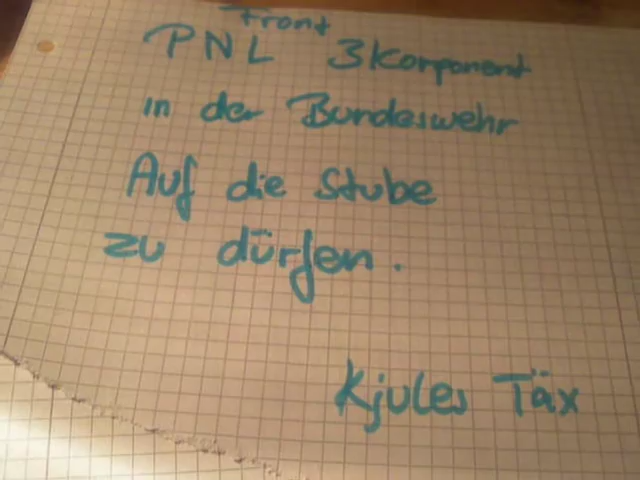 Front
PNL 3Komponent
in der Bundeswehr
Auf die Stube
zu dürfen.
Kjules Täx